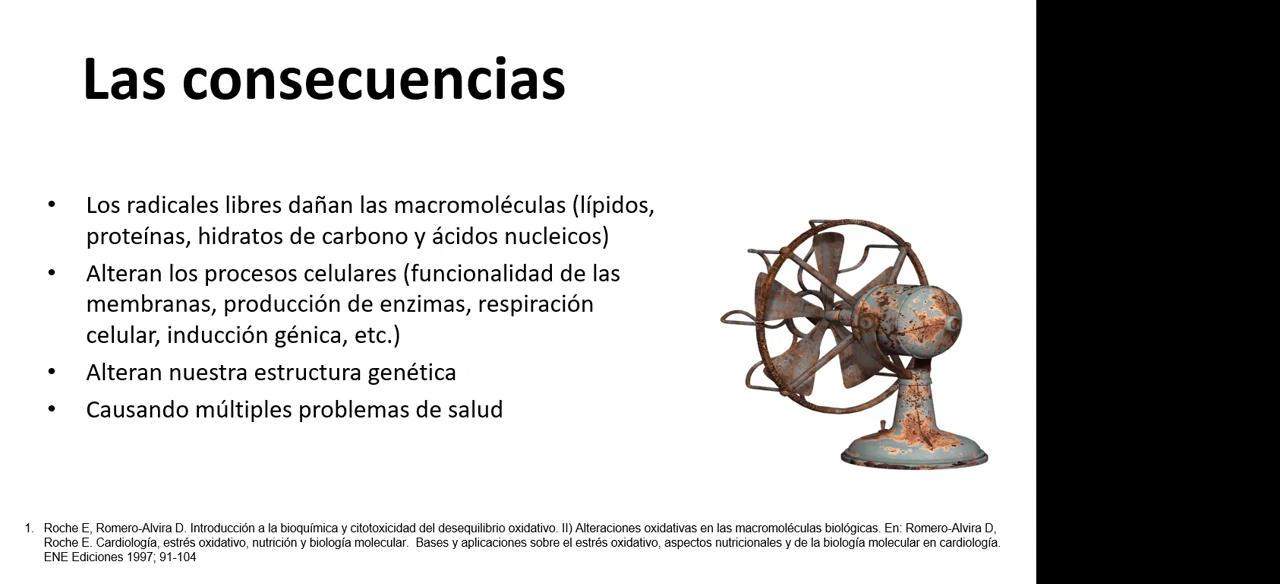 Las consecuencias
• Los radicales libres dañan las macromoléculas (lípidos,
proteínas, hidratos de carbono y ácidos nucleicos)
• Alteran los procesos celulares (funcionalidad de las
membranas, producción de enzimas, respiración
celular, inducción génica, etc.)
• Alteran nuestra estructura genética
• Causando múltiples problemas de salud
1. Roche E, Romero-Alvira D. Introducción a la bioquímica y citotoxicidad del desequilibrio oxidativo. II) Alteraciones oxidativas en las macromoléculas biológicas. En: Romero-Alvira D,
Roche E. Cardiología, estrés oxidativo, nutrición y biología molecular. Bases y aplicaciones sobre el estrés oxidativo, aspectos nutricionales y de la biología molecular en cardiología.
ENE Ediciones 1997; 91-104